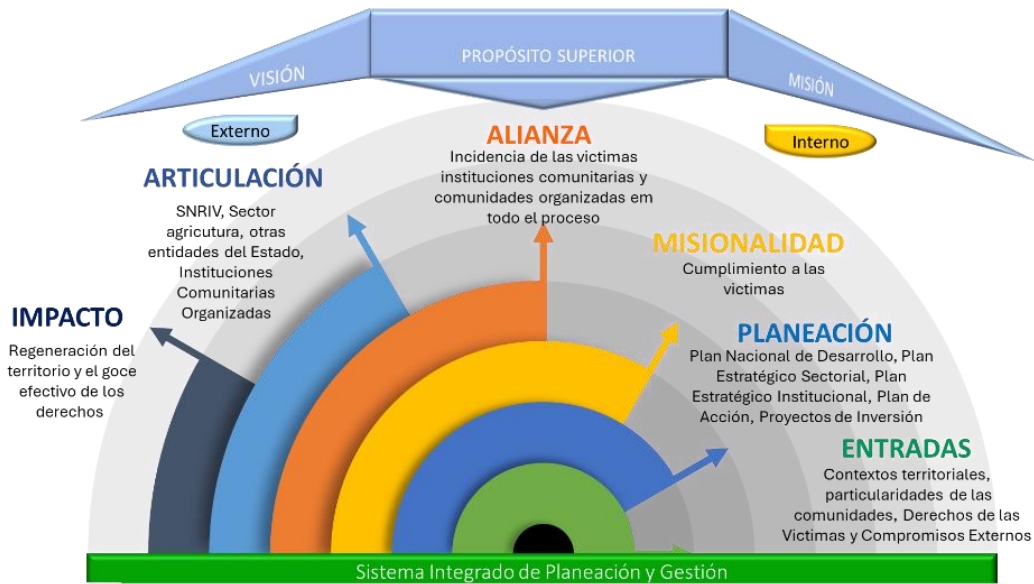 PROPÓSITO SUPERIOR
VISIÓN
MISIÓN
Externo
Interno
ALIANZA
Incidencia de las victimas
instituciones comunitarias y
comunidades organizadas em
todo el proceso
ARTICULACIÓN
SNRIV, Sector
agricutura, otras
entidades del Estado,
Instituciones
Comunitarias
Organizadas
MISIONALIDAD
Cumplimiento a las
victimas
IMPACTO
Regeneración del
territorio y el goce
efectivo de los
derechos
PLANEACIÓN
Plan Nacional de Desarrollo, Plan
Estratégico Sectorial, Plan
Estratégico Institucional, Plan de
Acción, Proyectos de Inversión
ENTRADAS
Contextos territoriales,
particularidades de las
comunidades, Derechos de las
Victimas y Compromisos Externos
Sistema Integrado de Planeación y Gestión